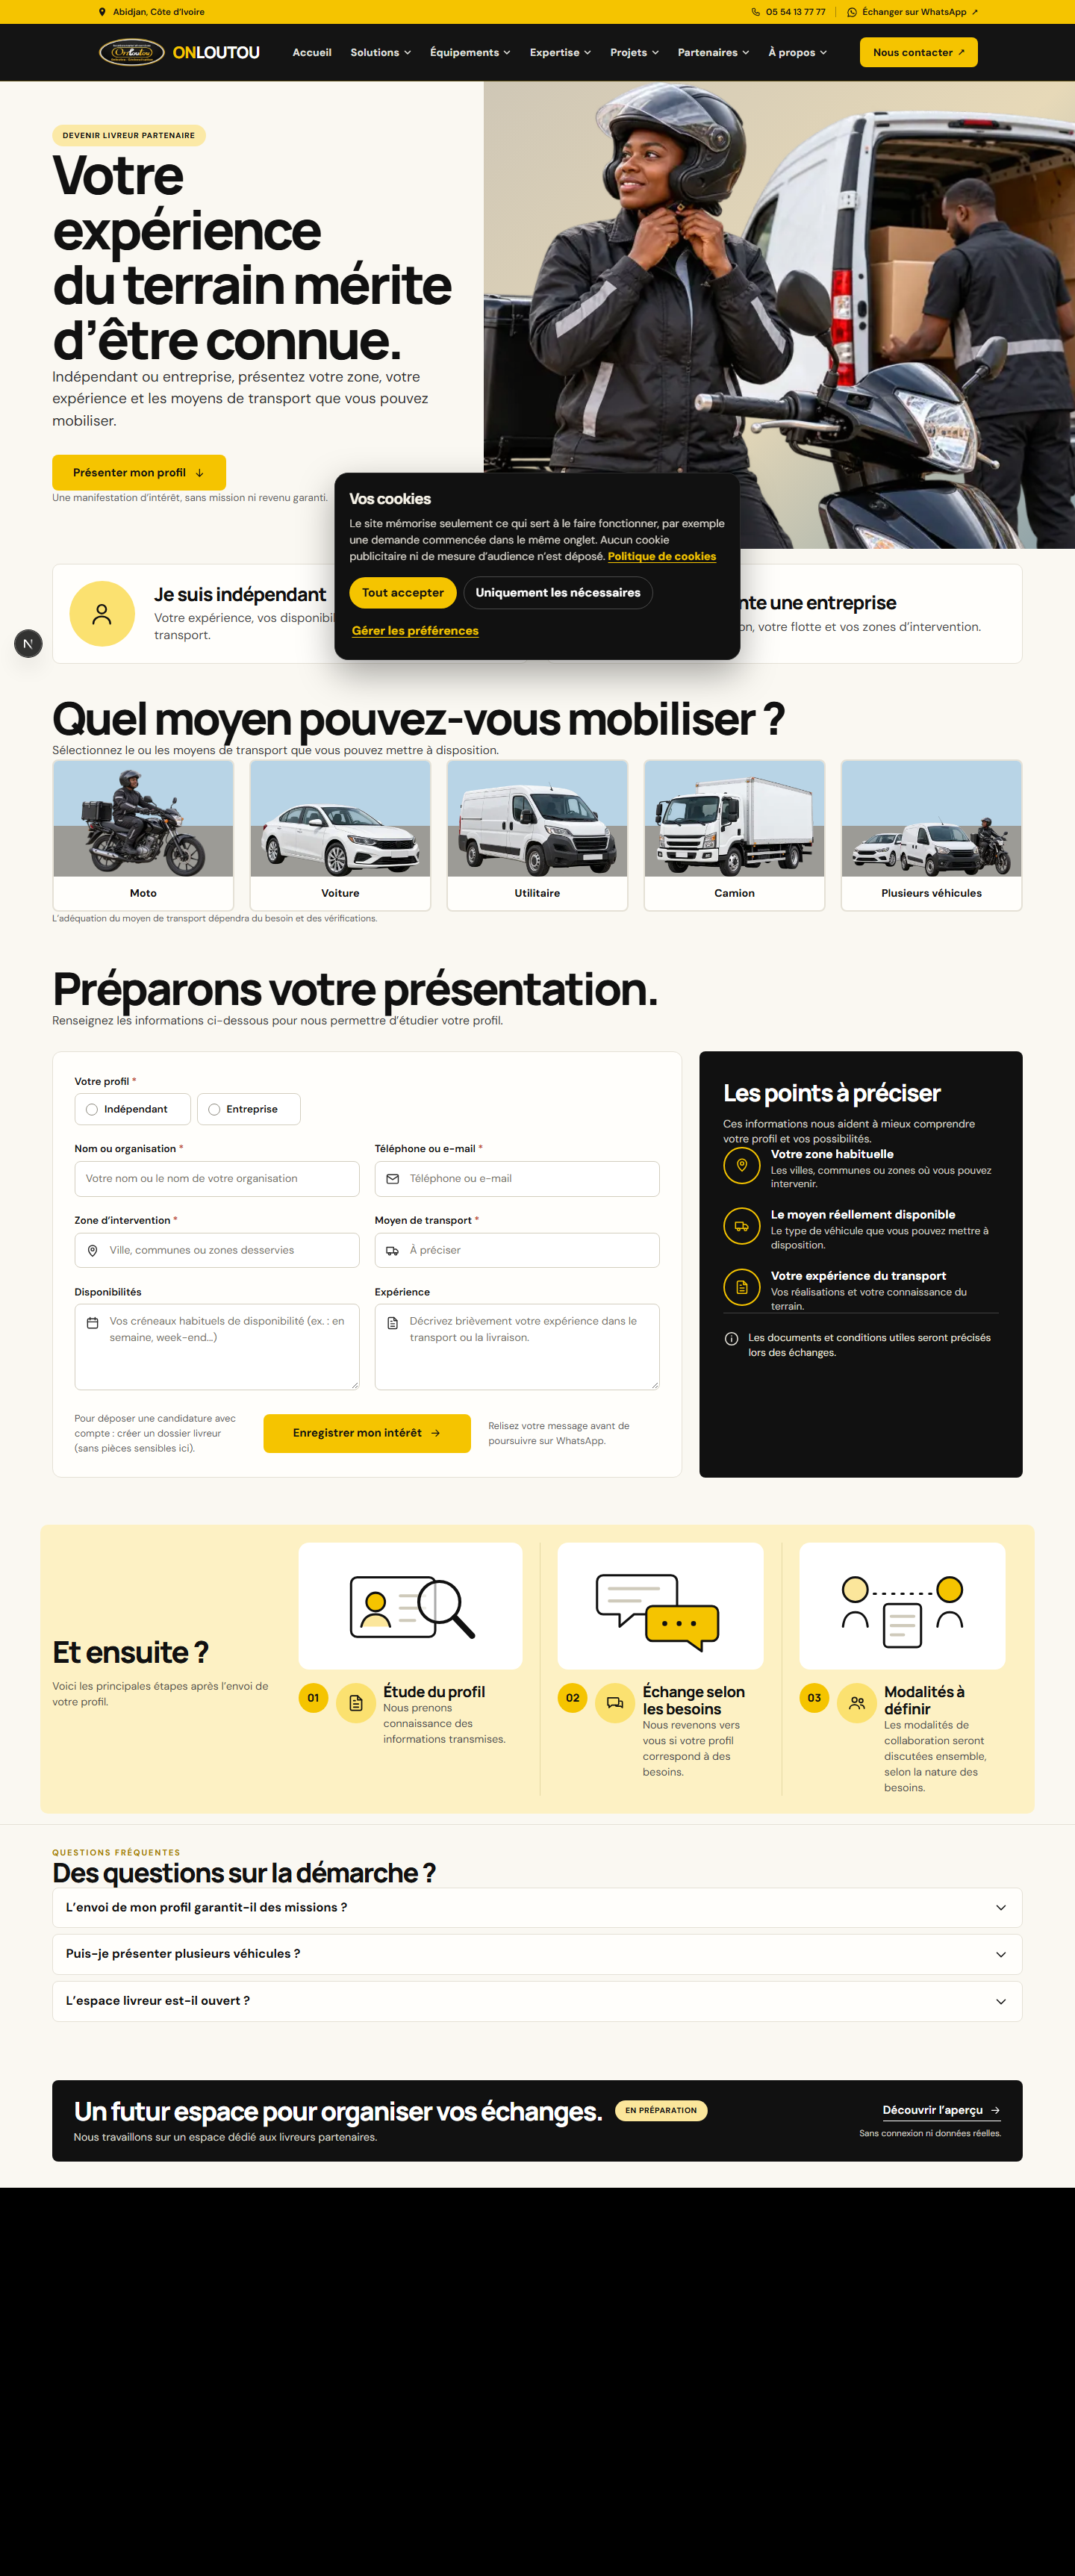 Abidjan, Côte d'Ivoire
05 54 13 77 77
Échanger sur WhatsApp ↗
ONLOUTOU
Accueil
Solutions
Équipements
Expertise
Projets
Partenaires
À propos
Nous contacter ↗
DEVENIR LIVREUR PARTENAIRE
Votre
expérience
du terrain mérite
d'être connue.
Indépendant ou entreprise, présentez votre zone, votre
expérience et les moyens de transport que vous pouvez
mobiliser.
Présenter mon profil ↓
Une manifestation d'intérêt, sans mission ni revenu garanti.
Vos cookies
Le site mémorise seulement ce qui sert à le faire fonctionner, par exemple
une demande commencée dans le même onglet. Aucun cookie
publicitaire ni de mesure d'audience n'est déposé. Politique de cookies
Tout accepter
Uniquement les nécessaires
Gérer les préférences
Je suis indépendant
Votre expérience, vos disponibil
transport.
nte une entreprise
on, votre flotte et vos zones d'intervention.
N
Quel moyen pouvez-vous mobiliser ?
Sélectionnez le ou les moyens de transport que vous pouvez mettre à disposition.
Moto
Voiture
Utilitaire
Camion
Plusieurs véhicules
L'adéquation du moyen de transport dépendra du besoin et des vérifications.
Préparons votre présentation.
Renseignez les informations ci-dessous pour nous permettre d'étudier votre profil.
Votre profil *
Indépendant
Entreprise
Nom ou organisation *
Téléphone ou e-mail *
Votre nom ou le nom de votre organisation
Téléphone ou e-mail
Zone d'intervention *
Moyen de transport *
Ville, communes ou zones desservies
À préciser
Disponibilités
Expérience
Vos créneaux habituels de disponibilité (ex. : en
semaine, week-end...)
Décrivez brièvement votre expérience dans le
transport ou la livraison.
Pour déposer une candidature avec
compte : créer un dossier livreur
(sans pièces sensibles ici).
Enregistrer mon intérêt →
Relisez votre message avant de
poursuivre sur WhatsApp.
Les points à préciser
Ces informations nous aident à mieux comprendre
votre profil et vos possibilités.
Votre zone habituelle
Les villes, communes ou zones où vous pouvez
intervenir.
Le moyen réellement disponible
Le type de véhicule que vous pouvez mettre à
disposition.
Votre expérience du transport
Vos réalisations et votre connaissance du
terrain.
Les documents et conditions utiles seront précisés
lors des échanges.
Et ensuite ?
Voici les principales étapes après l'envoi de
votre profil.
01
Étude du profil
Nous prenons
connaissance des
informations transmises.
02
Échange selon
les besoins
Nous revenons vers
vous si votre profil
correspond à des
besoins.
03
Modalités à
définir
Les modalités de
collaboration seront
discutées ensemble,
selon la nature des
besoins.
QUESTIONS FRÉQUENTES
Des questions sur la démarche ?
L'envoi de mon profil garantit-il des missions ?
Puis-je présenter plusieurs véhicules ?
L'espace livreur est-il ouvert ?
Un futur espace pour organiser vos échanges.
EN PRÉPARATION
Nous travaillons sur un espace dédié aux livreurs partenaires.
Découvrir l'aperçu →
Sans connexion ni données réelles.